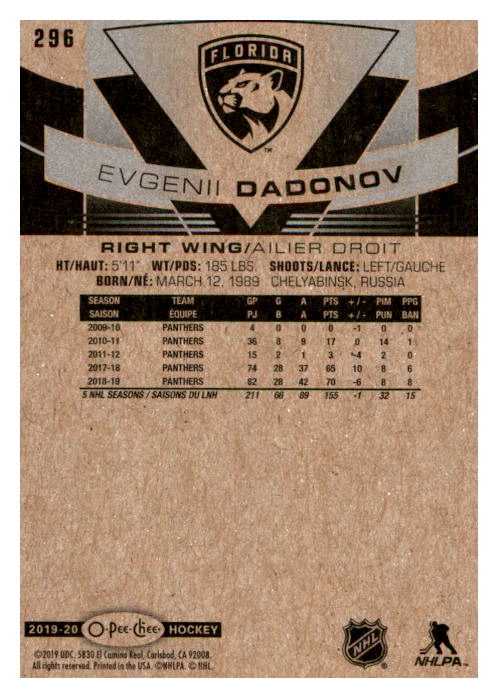 296
FLORIDA
TM
EVGENII DADONOV
RIGHT WING/AILIER DROIT
HT/HAUT: 5'11" WT/PDS: 185 LBS. SHOOTS/LANCE: LEFT/GAUCHE
BORN/NÉ: MARCH 12, 1989 CHELYABINSK, RUSSIA
SEASON TEAM GP G A PTS +/- PIM PPG
SAISON ÉQUIPE PJ B A PTS +/- PUN BAN
2009-10 PANTHERS 4 0 0 0 -1 0 0
2010-11 PANTHERS 36 8 9 17 0 14 1
2011-12 PANTHERS 15 2 1 3 -4 2 0
2017-18 PANTHERS 74 28 37 65 10 8 6
2018-19 PANTHERS 82 28 42 70 -6 8 8
5 NHL SEASONS / SAISONS DU LNH 211 66 89 155 -1 32 15
2019-20 O-Pee-Chee HOCKEY
©2019 UDC. 5830 El Camino Real, Carlsbad, CA 92008.
All rights reserved. Printed in the USA. ©NHLPA. © NHL.
NHL ®
NHLPA